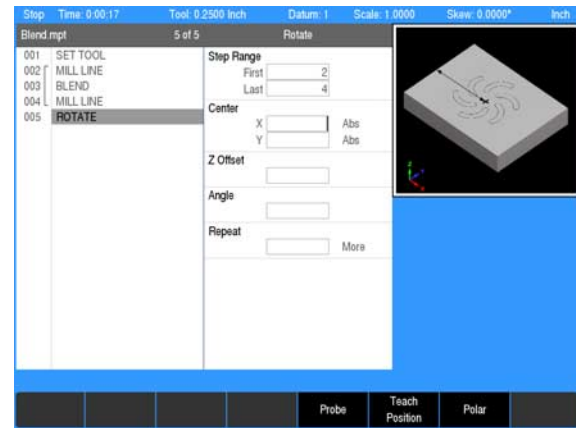 Stop Time: 0:00:17 Tool: 0.2500 Inch Datum: 1 Scale: 1.0000 Skew: 0.0000° Inch
Blend.mpt 5 of 5 Rotate
001 SET TOOL
002 MILL LINE
003 BLEND
004 MILL LINE
005 ROTATE
Step Range
First 2
Last 4
Center
X Abs
Y Abs
Z Offset
Angle
Repeat
More
Probe Teach Position Polar